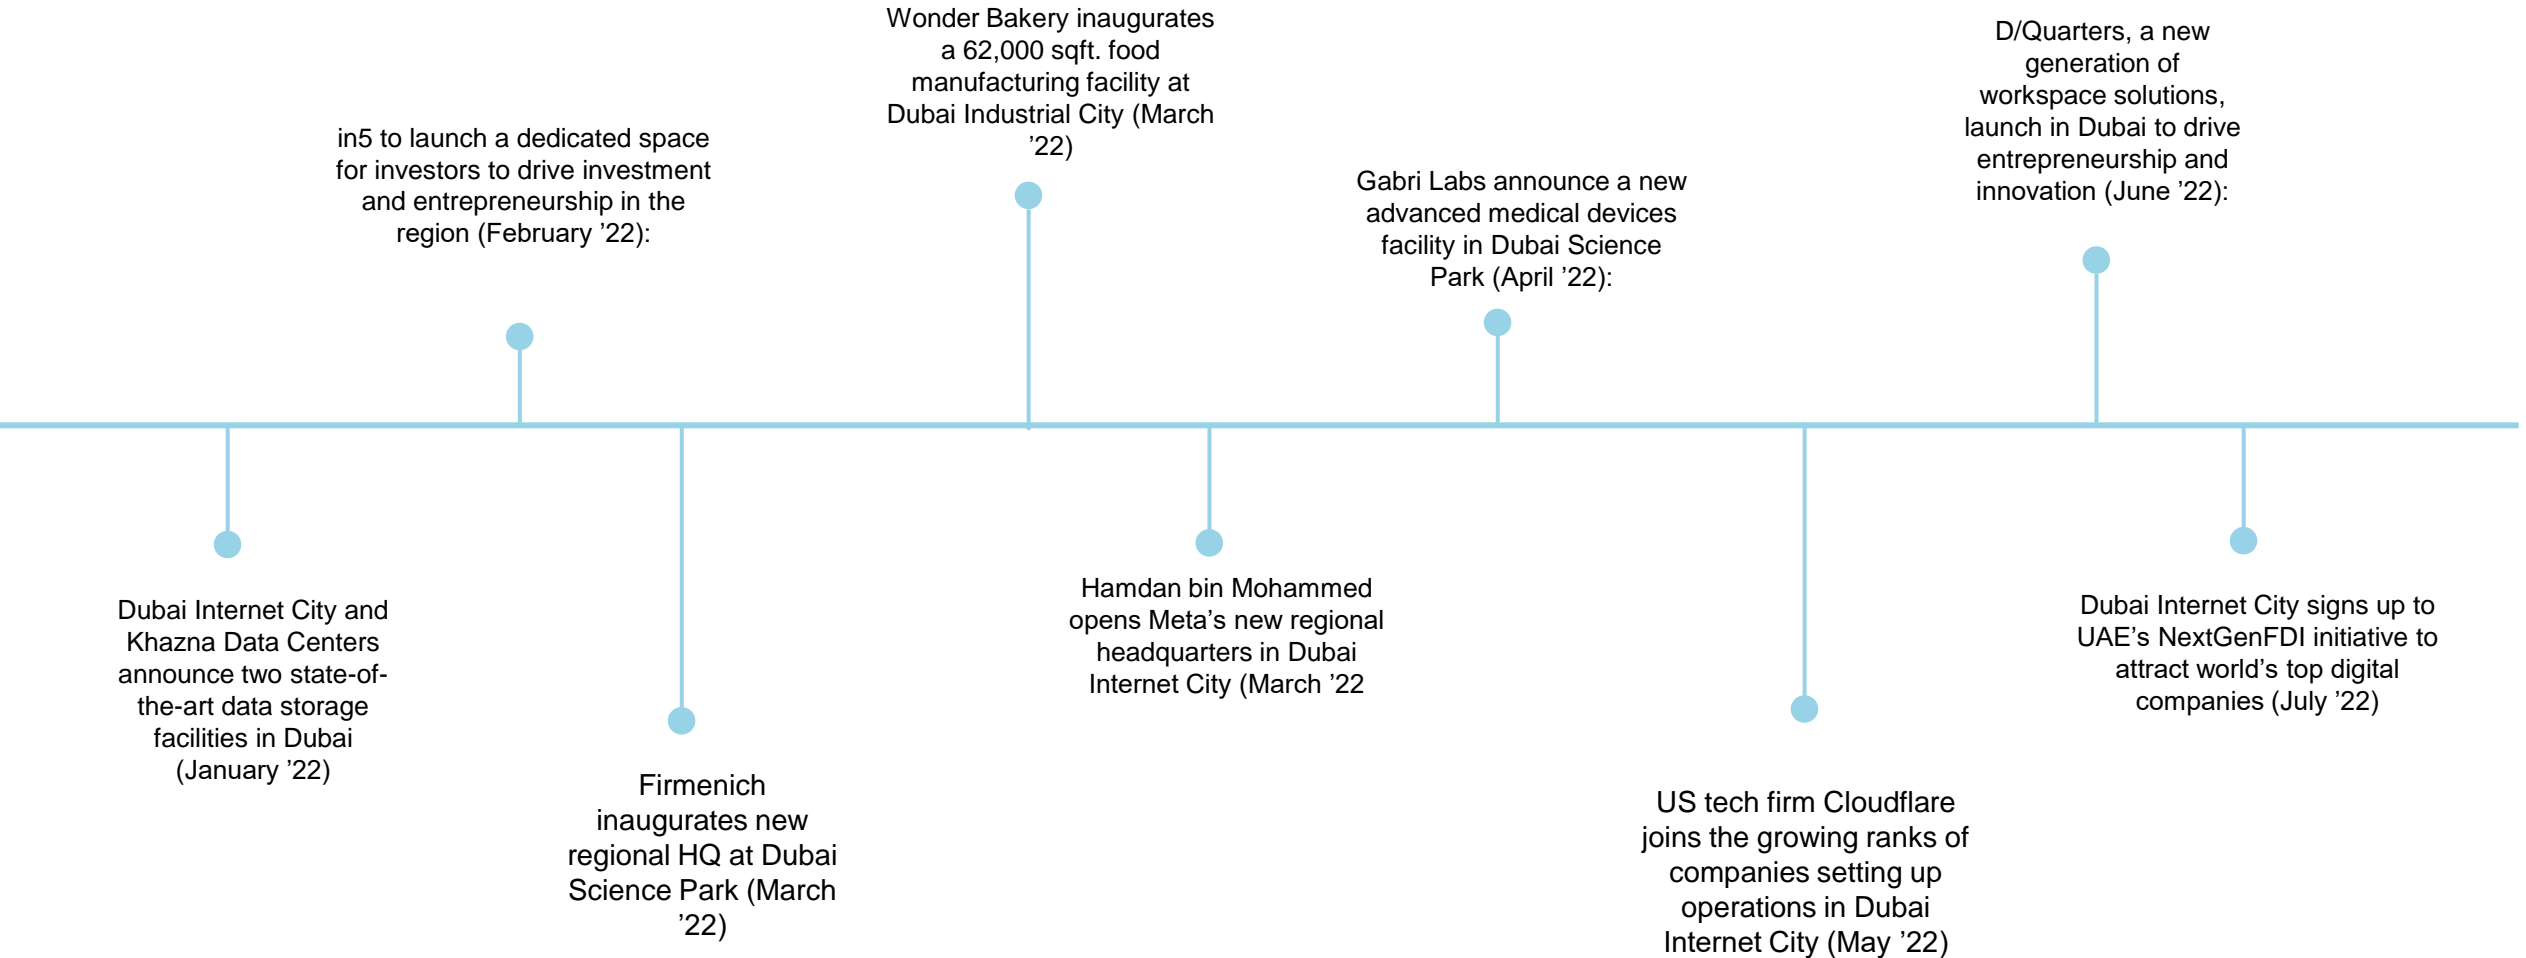 Dubai Internet City and
Khazna Data Centers
announce two state-of-
the-art data storage
facilities in Dubai
(January ’22)
in5 to launch a dedicated space
for investors to drive investment
and entrepreneurship in the
region (February ’22):
Firmenich
inaugurates new
regional HQ at Dubai
Science Park (March
’22)
Wonder Bakery inaugurates
a 62,000 sqft. food
manufacturing facility at
Dubai Industrial City (March
’22)
Hamdan bin Mohammed
opens Meta’s new regional
headquarters in Dubai
Internet City (March ’22
Gabri Labs announce a new
advanced medical devices
facility in Dubai Science
Park (April ’22):
US tech firm Cloudflare
joins the growing ranks of
companies setting up
operations in Dubai
Internet City (May ’22)
D/Quarters, a new
generation of
workspace solutions,
launch in Dubai to drive
entrepreneurship and
innovation (June ’22):
Dubai Internet City signs up to
UAE’s NextGenFDI initiative to
attract world’s top digital
companies (July ’22)